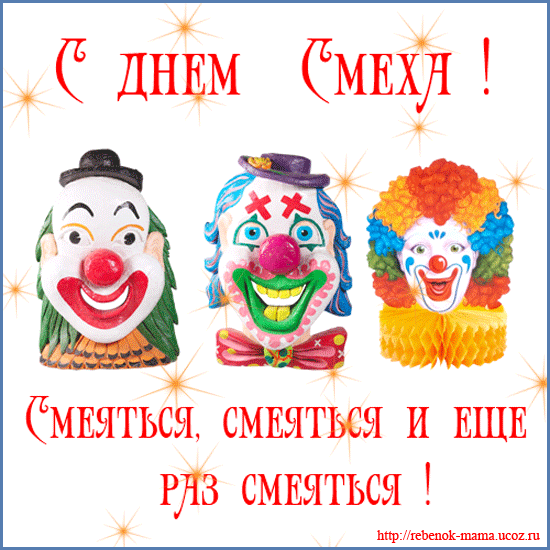 С днем Смеха !
Смеяться, смеяться и еще
раз смеяться !
http://rebenok-mama.ucoz.ru